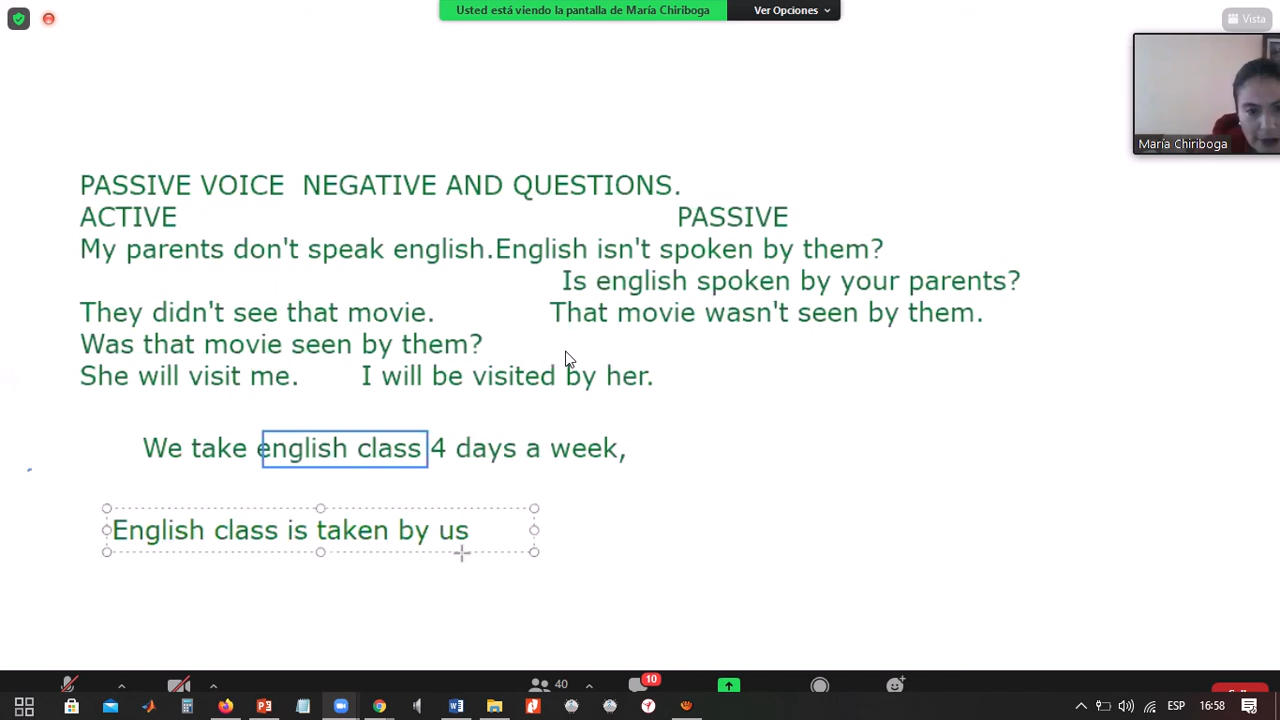 Usted está viendo la pantalla de María Chiriboga
Ver Opciones
Vista
María Chiriboga
PASSIVE VOICE NEGATIVE AND QUESTIONS.
ACTIVE PASSIVE
My parents don't speak english.English isn't spoken by them?
Is english spoken by your parents?
They didn't see that movie. That movie wasn't seen by them.
Was that movie seen by them?
She will visit me. I will be visited by her.
We take english class 4 days a week,
English class is taken by us
40
10
ESP
16:58